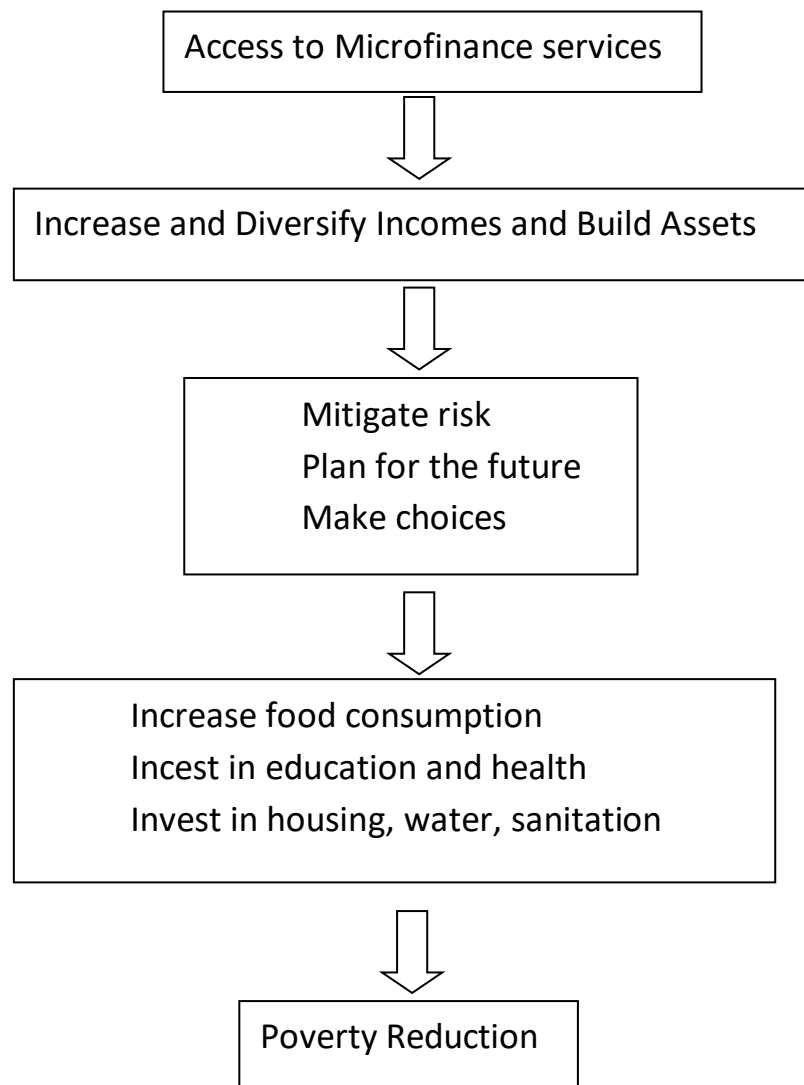 Access to Microfinance services
Increase and Diversify Incomes and Build Assets
Mitigate risk
Plan for the future
Make choices
Increase food consumption
Incest in education and health
Invest in housing, water, sanitation
Poverty Reduction